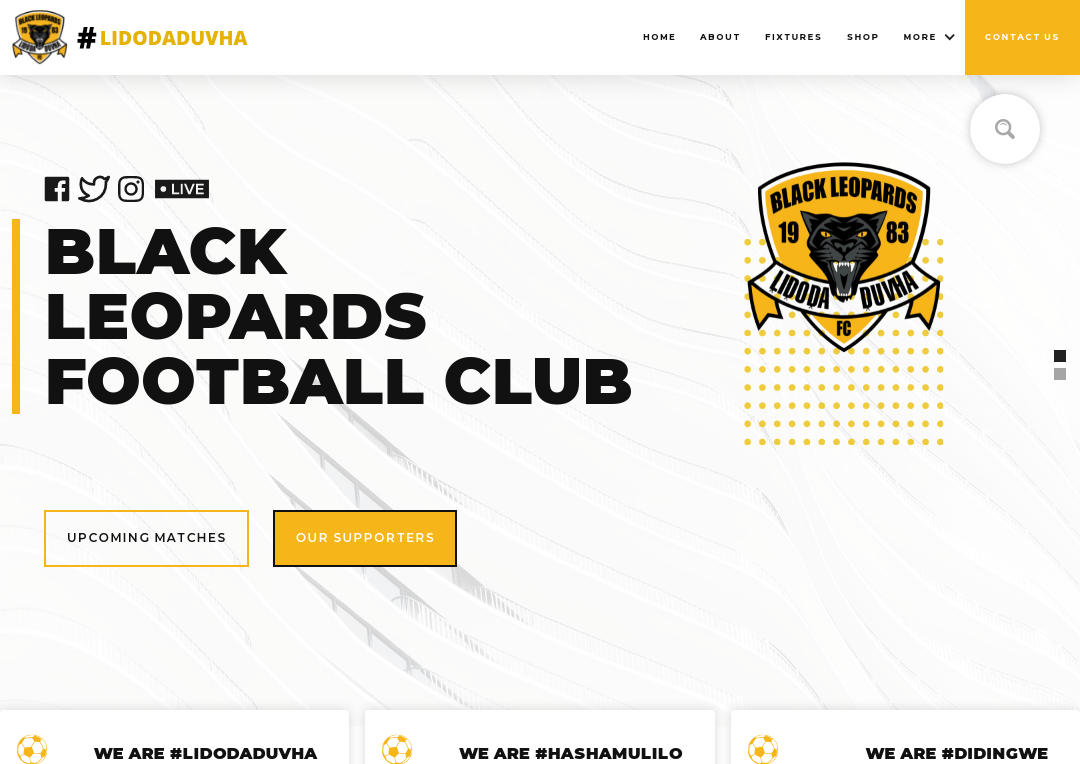 BLACK LEOPARDS
19 83
LIDODA DUVHA
FC
#LIDODADUVHA
HOME
ABOUT
FIXTURES
SHOP
MORE
CONTACT US
LIVE
BLACK
LEOPARDS
FOOTBALL CLUB
BLACK LEOPARDS
19 83
LIDODA DUVHA
FC
UPCOMING MATCHES
OUR SUPPORTERS
WE ARE #LIDODADUVHA
WE ARE #HASHAMULILO
WE ARE #DIDINGWE